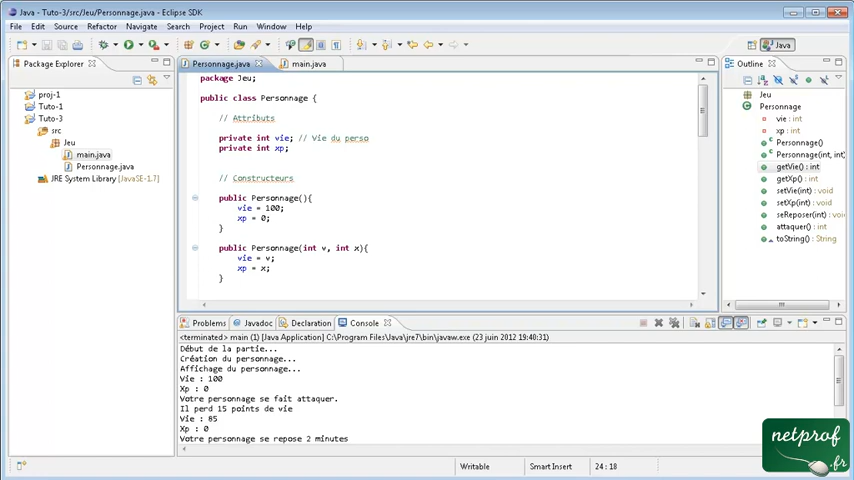 Java - Tuto-3/src/Jeu/Personnage.java - Eclipse SDK
File Edit Source Refactor Navigate Search Project Run Window Help
Java
Package Explorer
proj-1
Tuto-1
Tuto-3
src
Jeu
main.java
Personnage.java
JRE System Library [JavaSE-1.7]
Personnage.java main.java
package Jeu;
public class Personnage {
// Attributs
private int vie; // Vie du perso
private int xp;
// Constructeurs
public Personnage(){
vie = 100;
xp = 0;
}
public Personnage(int v, int x){
vie = v;
xp = x;
}
Outline
Jeu
Personnage
vie : int
xp : int
Personnage()
Personnage(int, int)
getVie() : int
getXp() : int
setVie(int) : void
setXp(int) : void
seReposer(int) : void
attaquer() : int
toString() : String
Problems Javadoc Declaration Console
<terminated> main (1) [Java Application] C:\Program Files\Java\jre7\bin\javaw.exe (23 juin 2012 19:40:31)
Début de la partie...
Création du personnage...
Affichage du personnage...
Vie : 100
Xp : 0
Votre personnage se fait attaquer.
Il perd 15 points de vie
Vie : 85
Xp : 0
Votre personnage se repose 2 minutes
Writable Smart Insert 24 : 18
netprof
.fr